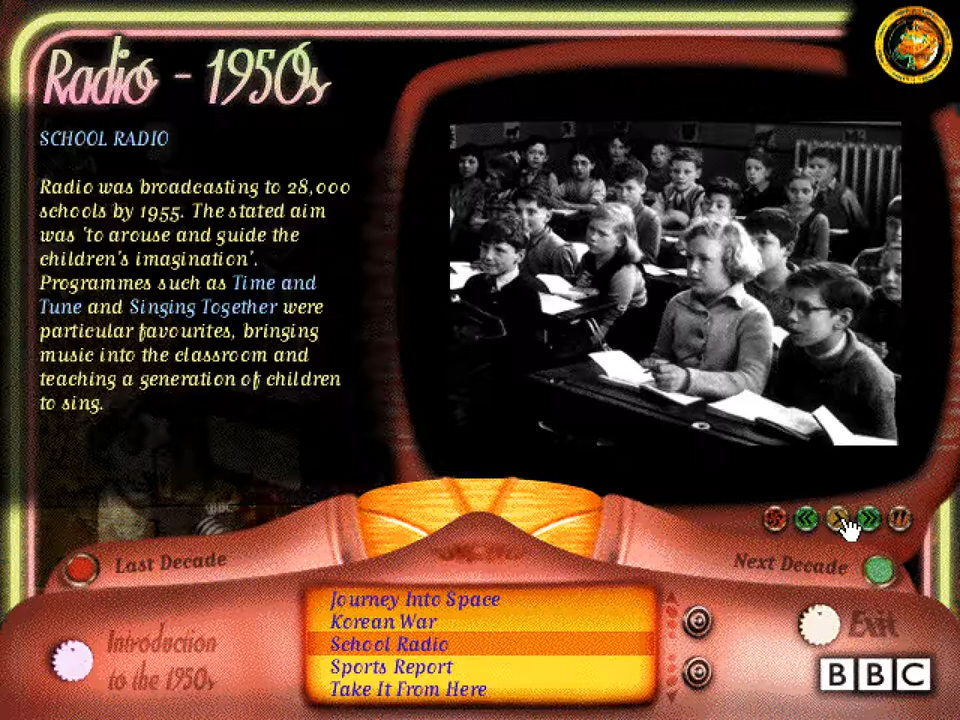 Radio - 1950s
SCHOOL RADIO
Radio was broadcasting to 28,000
schools by 1955. The stated aim
was 'to arouse and guide the
children's imagination'.
Programmes such as Time and
Tune and Singing Together were
particular favourites, bringing
music into the classroom and
teaching a generation of children
to sing.
Last Decade
Next Decade
Introduction
to the 1950s
Journey Into Space
Korean War
School Radio
Sports Report
Take It From Here
Exit
BBC